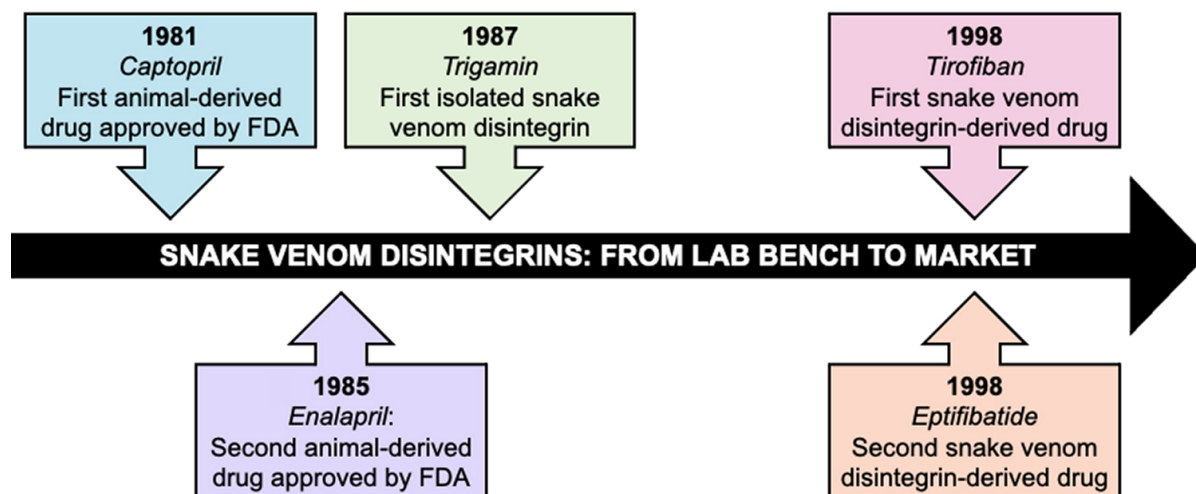 1981
Captopril
First animal-derived
drug approved by FDA
1987
Trigamin
First isolated snake
venom disintegrin
1998
Tirofiban
First snake venom
disintegrin-derived drug
SNAKE VENOM DISINTEGRINS: FROM LAB BENCH TO MARKET
1985
Enalapril:
Second animal-derived
drug approved by FDA
1998
Eptifibatide
Second snake venom
disintegrin-derived drug